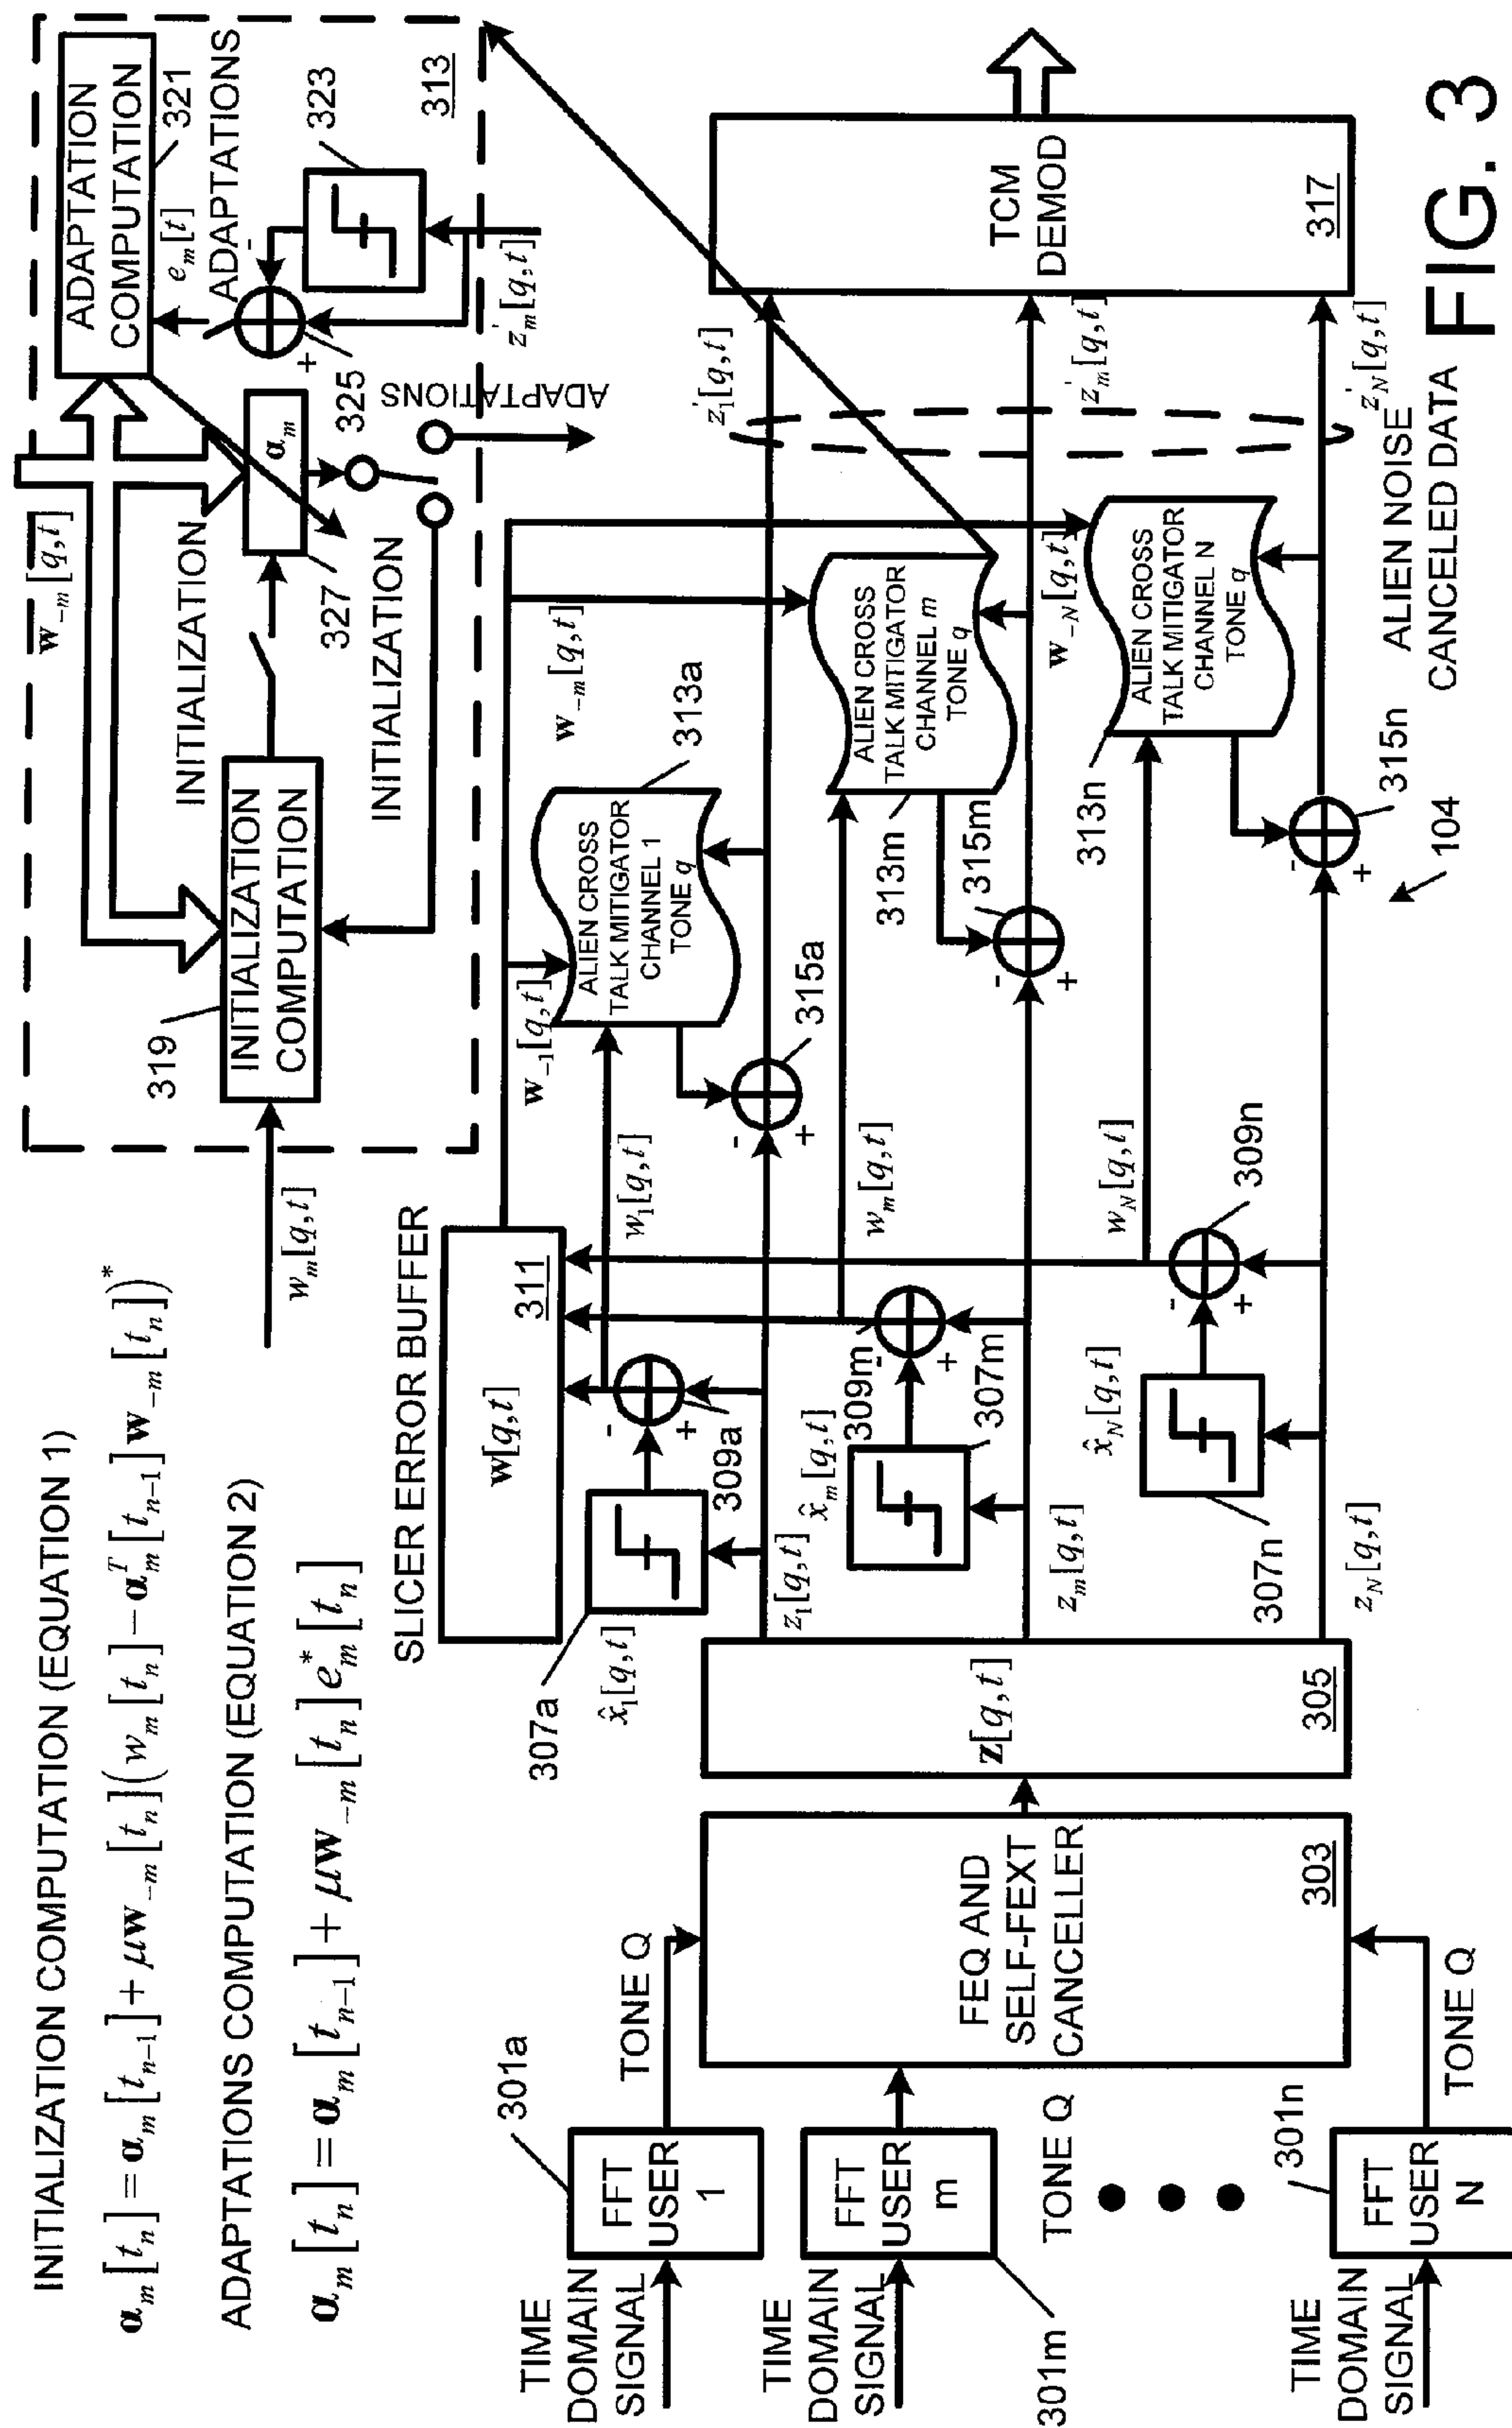 INITIALIZATION COMPUTATION (EQUATION 1)
α_m[t_n] = α_m[t_{n-1}] + μw_{-m}[t_n](w_m[t_n] − α_m^T[t_{n-1}]w_{-m}[t_n])^*
ADAPTATIONS COMPUTATION (EQUATION 2)
α_m[t_n] = α_m[t_{n-1}] + μw_{-m}[t_n]e_m^*[t_n]
w_{-m}[q,t]
w_m[q,t]
319
INITIALIZATION
COMPUTATION
INITIALIZATION
327
INITIALIZATION
α_m
325
ADAPTATIONS
ADAPTATION
COMPUTATION
321
e_m[t]
ADAPTATIONS
-
+
323
z'_m[q,t]
313
TIME
DOMAIN
SIGNAL
FFT
USER
1
301a
TONE Q
TIME
DOMAIN
SIGNAL
FFT
USER
m
301m
TONE Q
TIME
DOMAIN
SIGNAL
FFT
USER
N
301n
TONE Q
FEQ AND
SELF-FEXT
CANCELLER
303
z[q,t]
305
SLICER ERROR BUFFER
w[q,t]
311
307a
x̂_1[q,t]
z_1[q,t]
-
+
309a
w_1[q,t]
w_{-1}[q,t]
ALIEN CROSS
TALK MITIGATOR
CHANNEL 1
TONE q
313a
-
+
315a
z'_1[q,t]
x̂_m[q,t]
307m
309m
-
+
z_m[q,t]
w_m[q,t]
w_{-m}[q,t]
ALIEN CROSS
TALK MITIGATOR
CHANNEL m
TONE q
313m
315m
-
+
z'_m[q,t]
x̂_N[q,t]
307n
z_N[q,t]
-
+
309n
w_N[q,t]
w_{-N}[q,t]
ALIEN CROSS
TALK MITIGATOR
CHANNEL N
TONE q
313n
-
+
315n
z'_N[q,t]
TCM
DEMOD
317
104
ALIEN NOISE
CANCELED DATA
FIG. 3